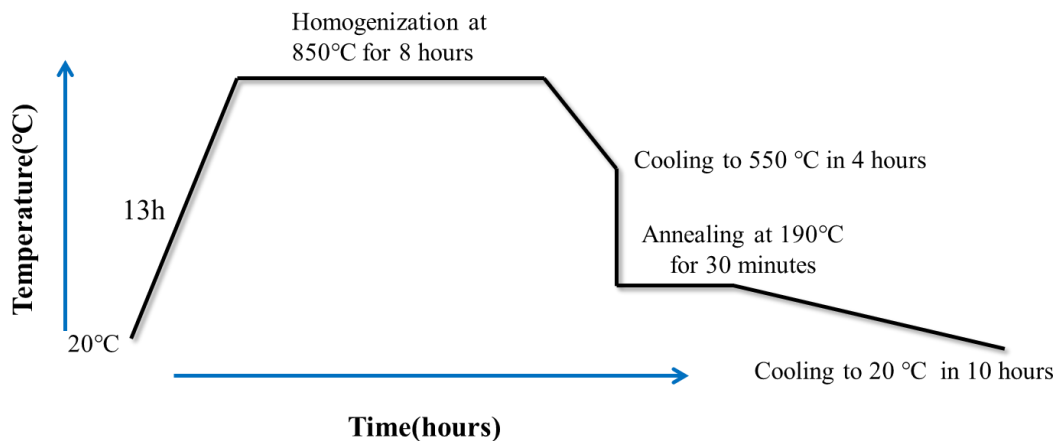 Homogenization at
850℃ for 8 hours
Temperature(℃)
13h
20℃
Cooling to 550 ℃ in 4 hours
Annealing at 190℃
for 30 minutes
Cooling to 20 ℃ in 10 hours
Time(hours)